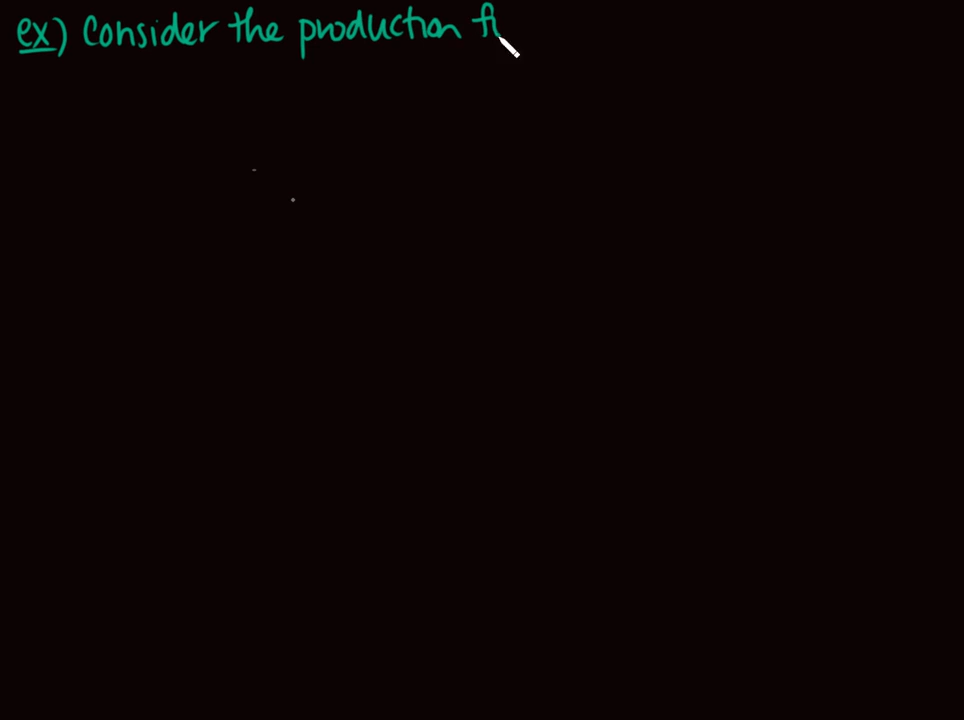 ex) Consider the production f